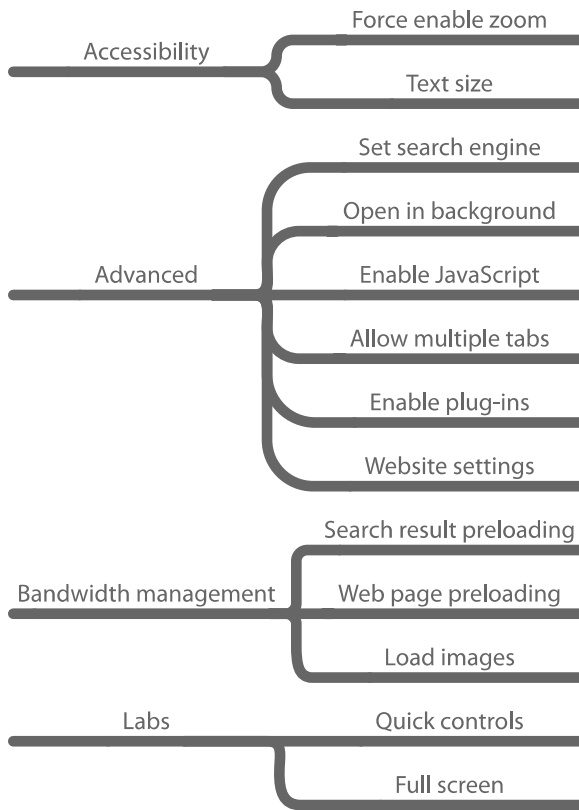 Accessibility
Force enable zoom
Text size
Advanced
Set search engine
Open in background
Enable JavaScript
Allow multiple tabs
Enable plug-ins
Website settings
Bandwidth management
Search result preloading
Web page preloading
Load images
Labs
Quick controls
Full screen